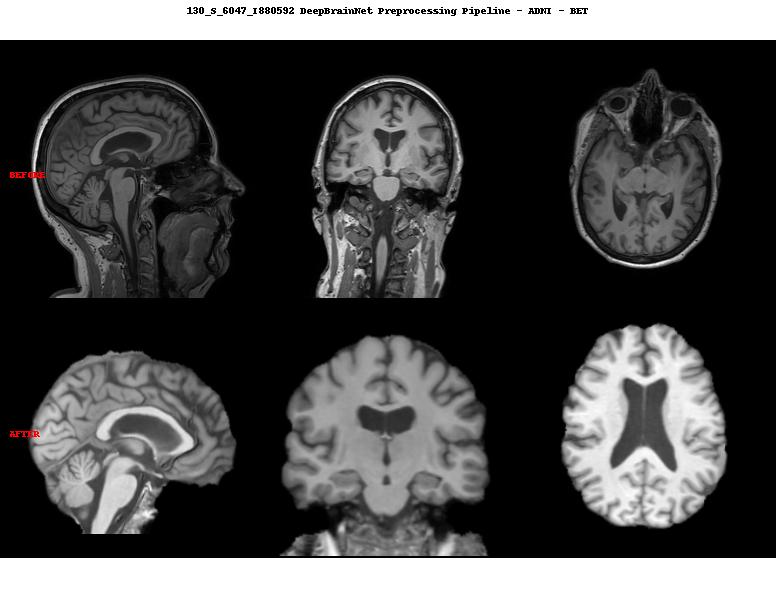 130_S_6047_I880592 DeepBrainNet Preprocessing Pipeline - ADNI - BET
BEFORE
AFTER